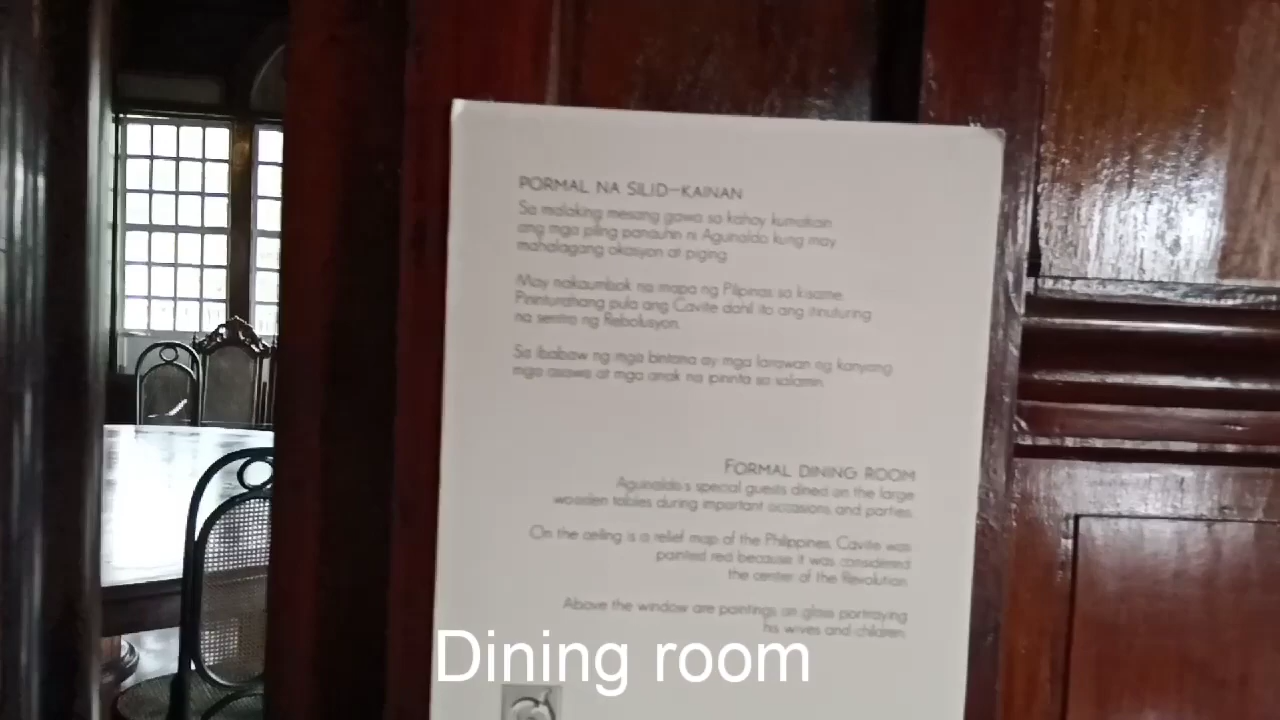 PORMAL NA SILID-KAINAN
Sa malaking mesang gawa sa kahoy kumakain
ang mga piling panauhin ni Aguinaldo kung may
mahalagang okasyon at piging.
May nakaumbok na mapa ng Pilipinas sa kisame.
Pininturahang pula ang Cavite dahil ito ang itinuturing
na sentro ng Rebolusyon.
Sa ibabaw ng mga bintana ay mga larawan ng kanyang
mga asawa at mga anak na ipininta sa salamin.
FORMAL DINING ROOM
Aguinaldo's special guests dined on the large
wooden tables during important occasions and parties.
On the ceiling is a relief map of the Philippines. Cavite was
painted red because it was considered
the center of the Revolution.
Above the window are paintings on glass portraying
his wives and children.
Dining room